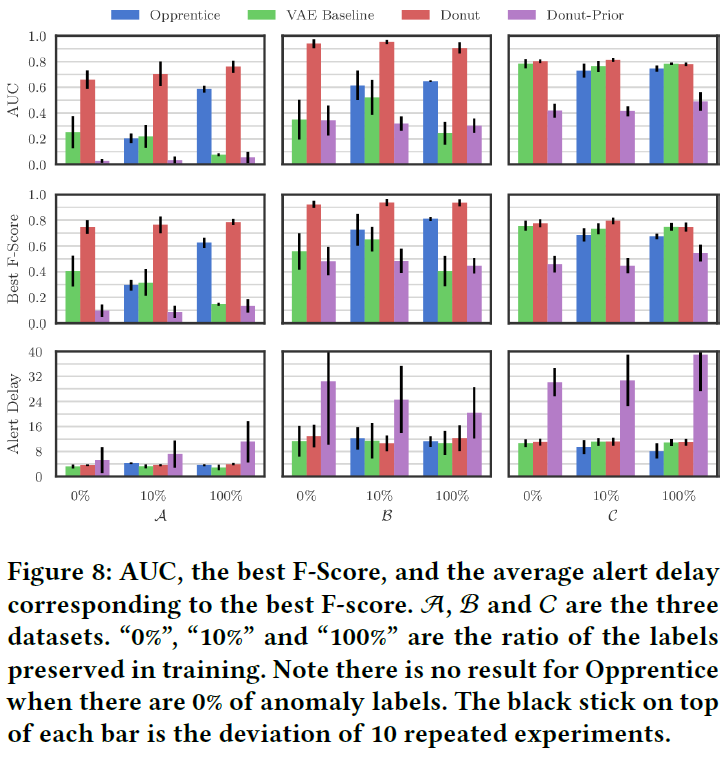 Opprentice VAE Baseline Donut Donut-Prior
AUC
1.0
0.8
0.6
0.4
0.2
0.0
Best F-Score
1.0
0.8
0.6
0.4
0.2
0.0
Alert Delay
40
32
24
16
8
0
0% 10% 100% 0% 10% 100% 0% 10% 100%
𝒜 ℬ 𝒞
Figure 8: AUC, the best F-Score, and the average alert delay
corresponding to the best F-score. 𝒜, ℬ and 𝒞 are the three
datasets. “0%”, “10%” and “100%” are the ratio of the labels
preserved in training. Note there is no result for Opprentice
when there are 0% of anomaly labels. The black stick on top
of each bar is the deviation of 10 repeated experiments.